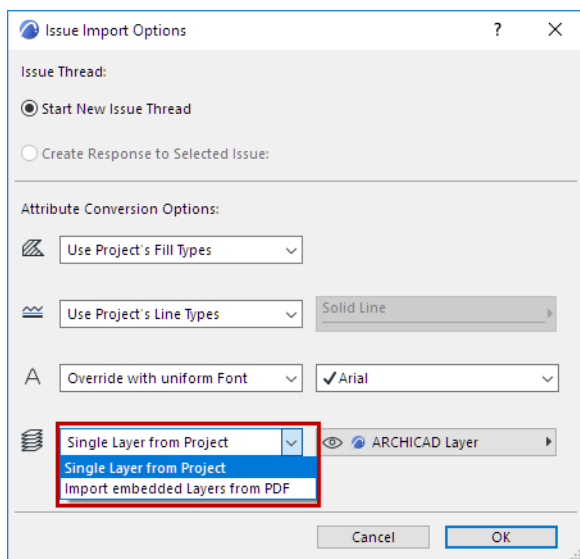 Issue Import Options
Issue Thread:
Start New Issue Thread
Create Response to Selected Issue:
Attribute Conversion Options:
Use Project's Fill Types
Use Project's Line Types Solid Line
Override with uniform Font Arial
Single Layer from Project ARCHICAD Layer
Single Layer from Project
Import embedded Layers from PDF
Cancel OK